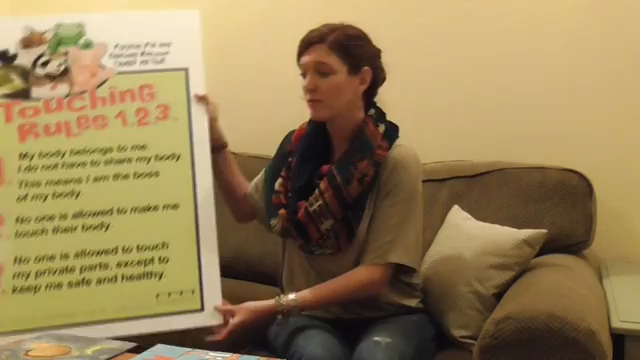 Touching
Rules 1.2.3.
My body belongs to me.
I do not have to share my body.
This means I am the boss
of my body.
No one is allowed to make me
touch their body.
No one is allowed to touch
my private parts, except to
keep me safe and healthy.